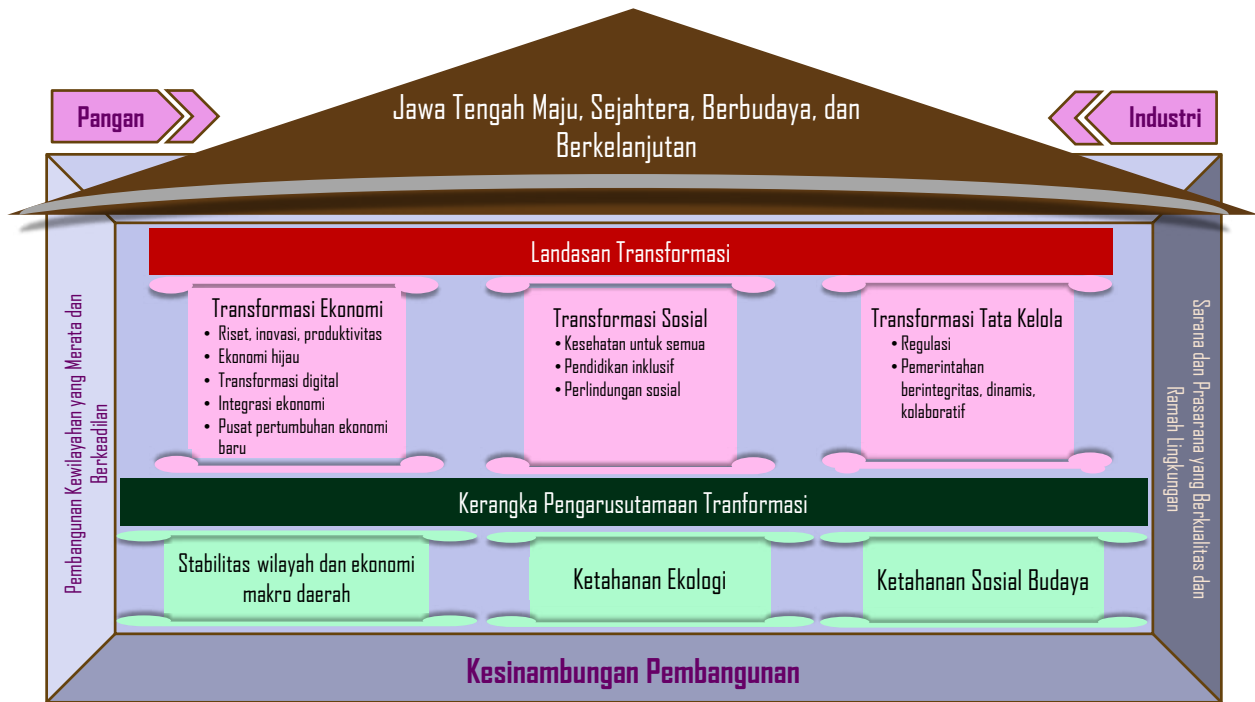 Jawa Tengah Maju, Sejahtera, Berbudaya, dan
Berkelanjutan
Pangan
Industri
Pembangunan Kewilayahan yang Merata dan
Berkeadilan
Landasan Transformasi
Transformasi Ekonomi
• Riset, inovasi, produktivitas
• Ekonomi hijau
• Transformasi digital
• Integrasi ekonomi
• Pusat pertumbuhan ekonomi
baru
Transformasi Sosial
• Kesehatan untuk semua
• Pendidikan inklusif
• Perlindungan sosial
Transformasi Tata Kelola
• Regulasi
• Pemerintahan
berintegritas, dinamis,
kolaboratif
Sarana dan Prasarana yang Berkualitas dan
Ramah Lingkungan
Kerangka Pengarusutamaan Tranformasi
Stabilitas wilayah dan ekonomi
makro daerah
Ketahanan Ekologi
Ketahanan Sosial Budaya
Kesinambungan Pembangunan